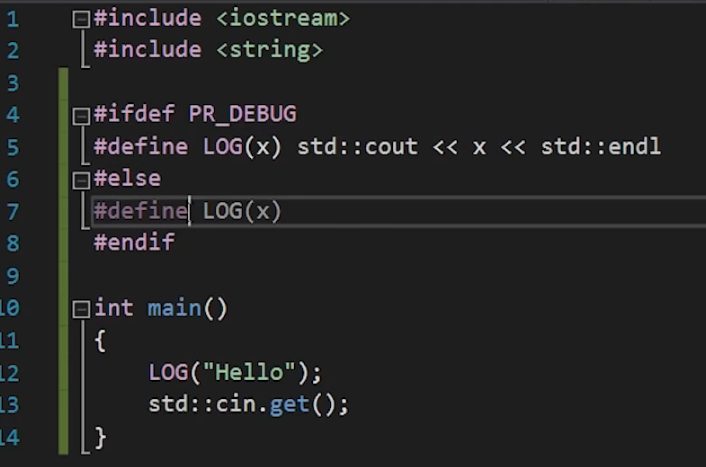 1 #include <iostream>
2 #include <string>
3
4 #ifdef PR_DEBUG
5 #define LOG(x) std::cout << x << std::endl
6 #else
7 #define LOG(x)
8 #endif
9
10 int main()
11 {
12     LOG("Hello");
13     std::cin.get();
14 }